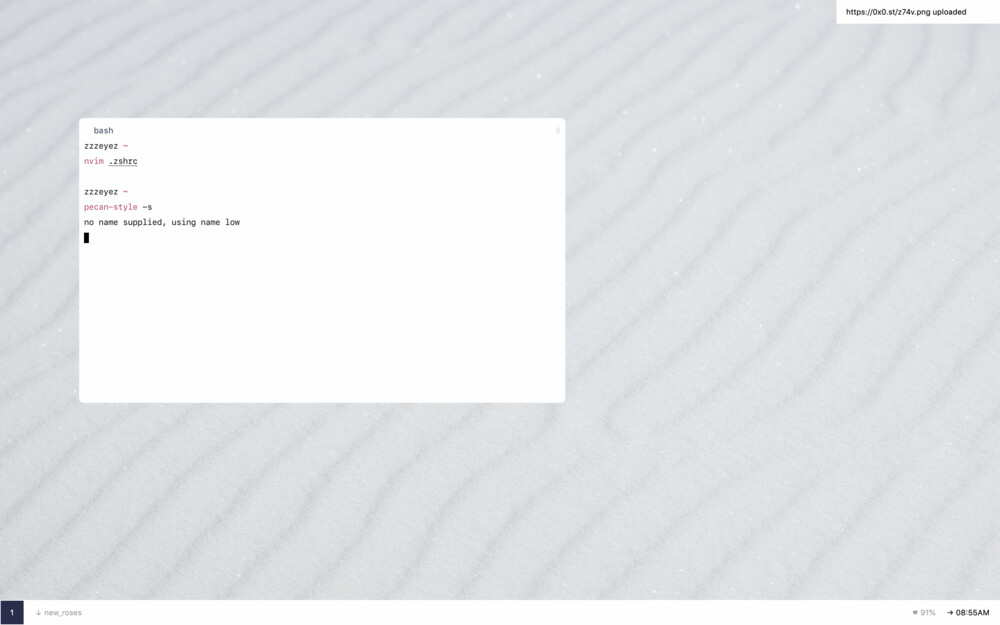 https://0x0.st/z74v.png uploaded
bash
zzzeyez ~
nvim .zshrc
zzzeyez ~
pecan-style -s
no name supplied, using name low
1
↓ new_roses
♥ 91%
→ 08:55AM